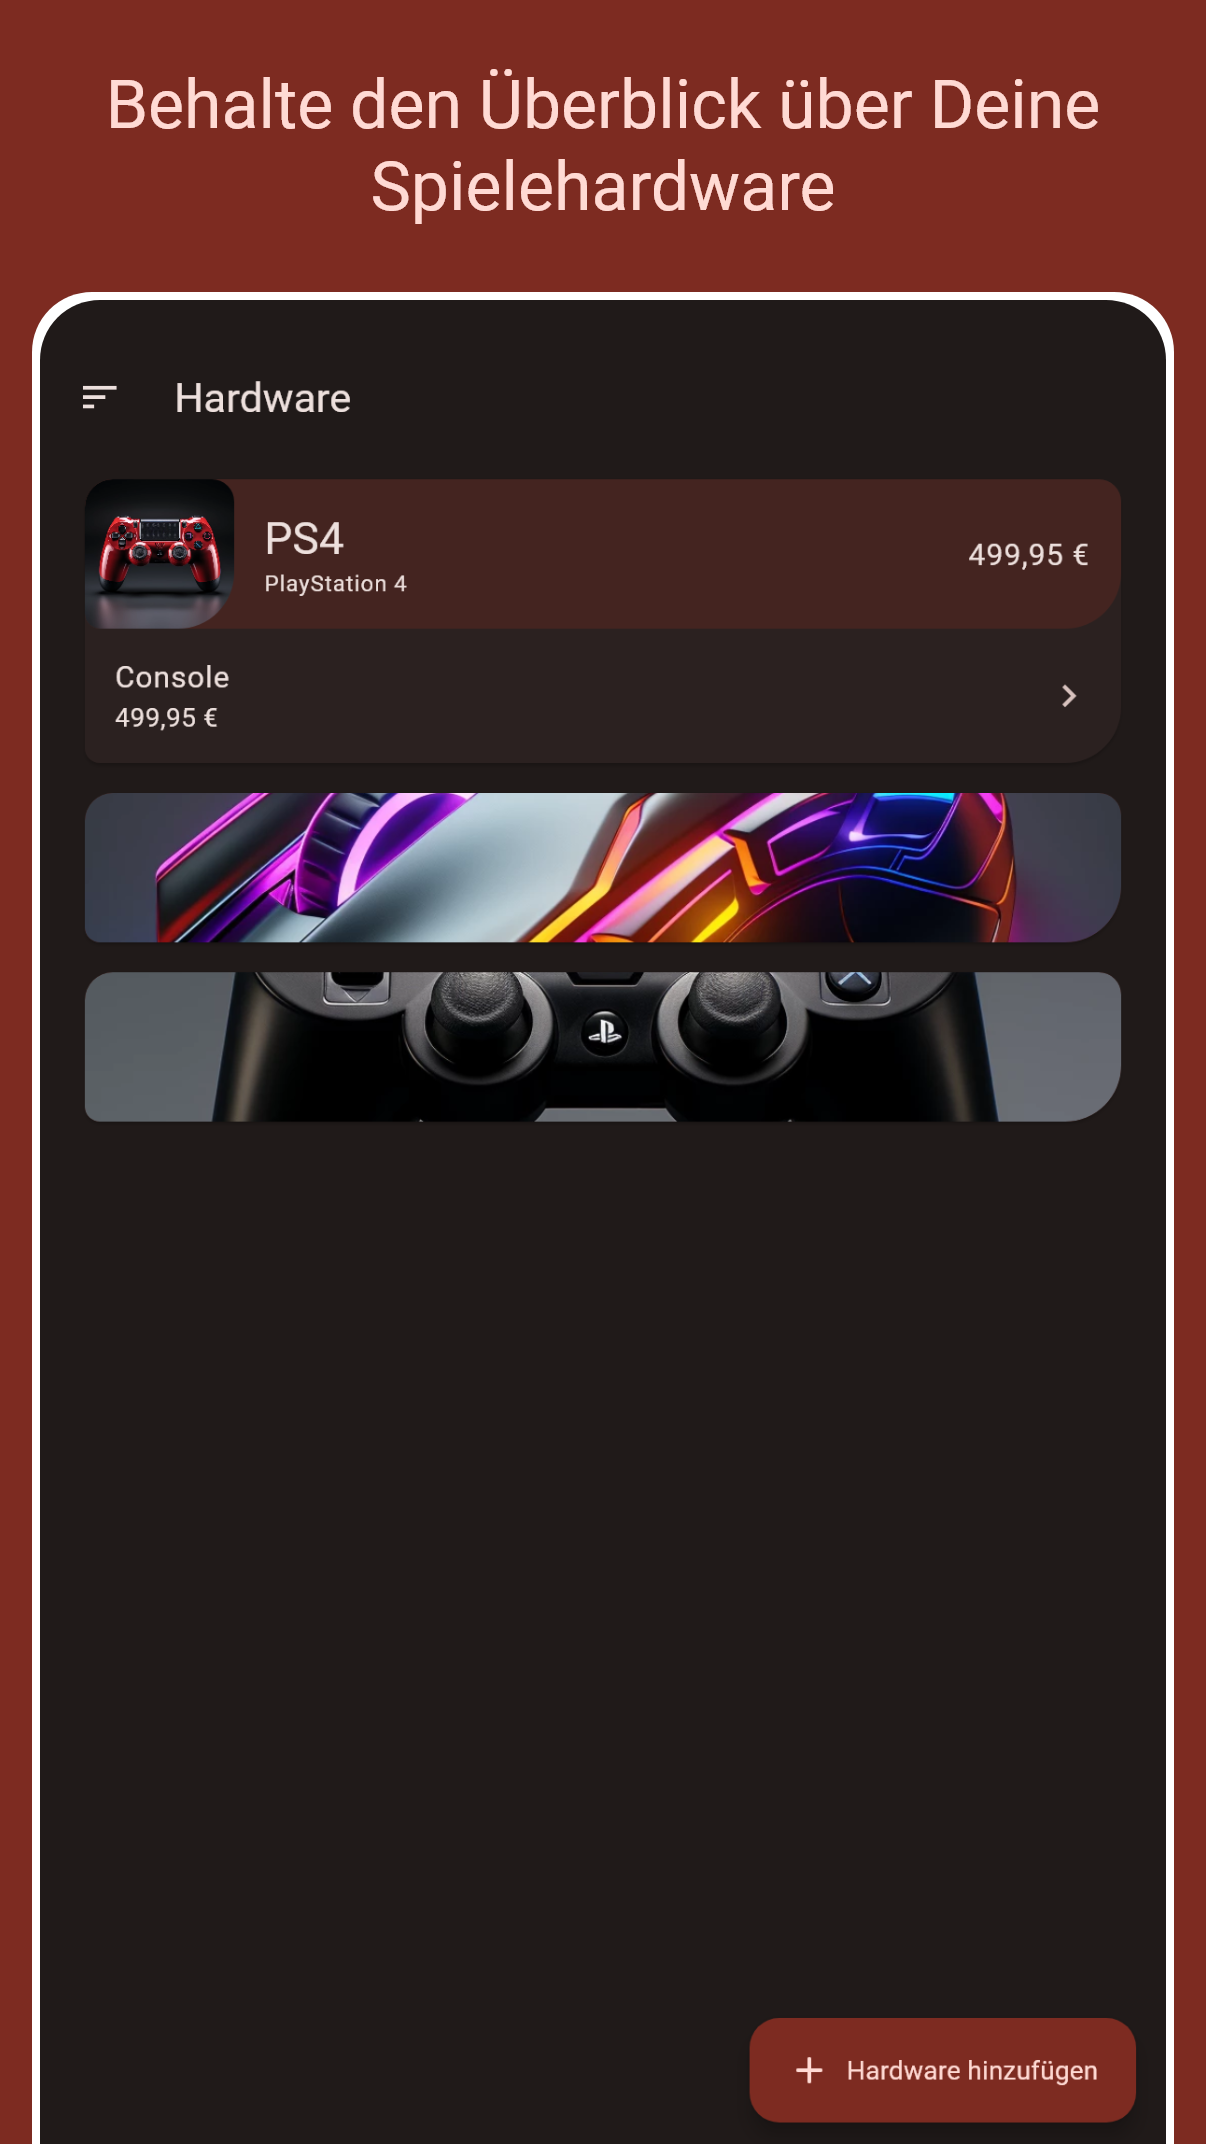 Behalte den Überblick über Deine
Spielehardware
Hardware
PS4
PlayStation 4
499,95 €
Console
499,95 €
Hardware hinzufügen